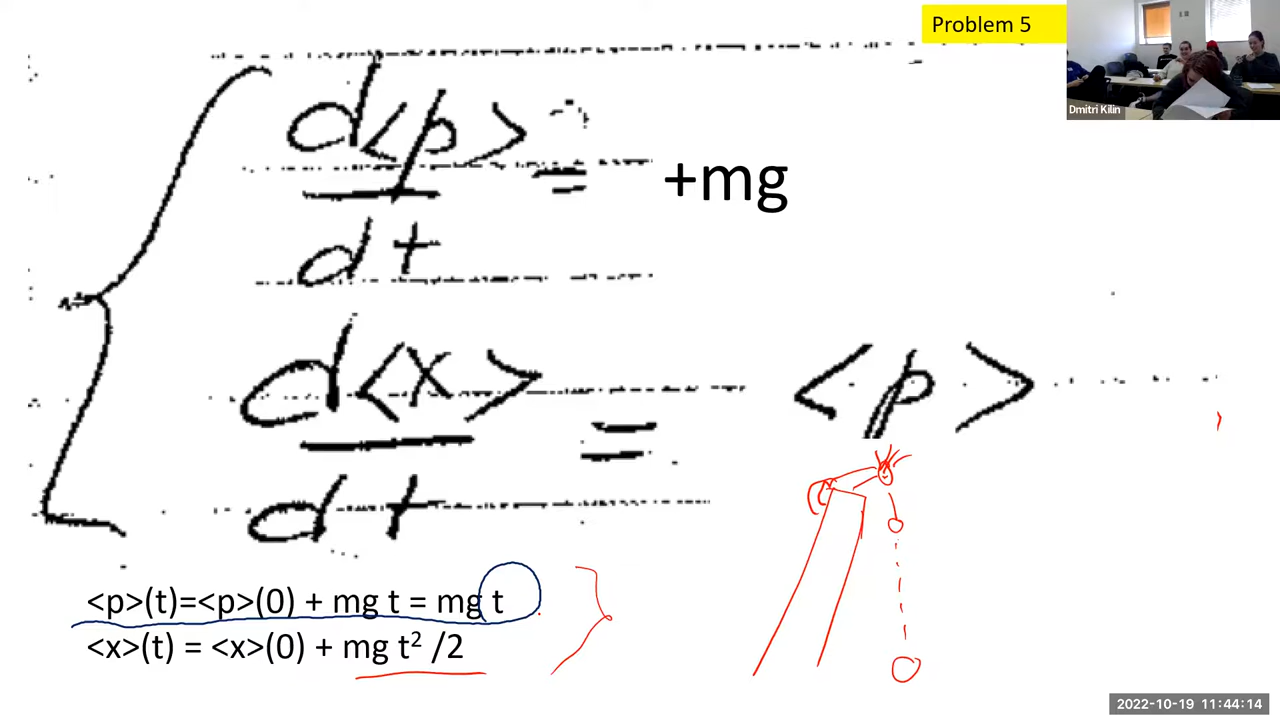 Problem 5
Dmitri Kilin
d<p> = +mg
dt
d<x> = <p>
dt
<p>(t)=<p>(0) + mg t = mg t
<x>(t) = <x>(0) + mg t² /2
2022-10-19 11:44:14